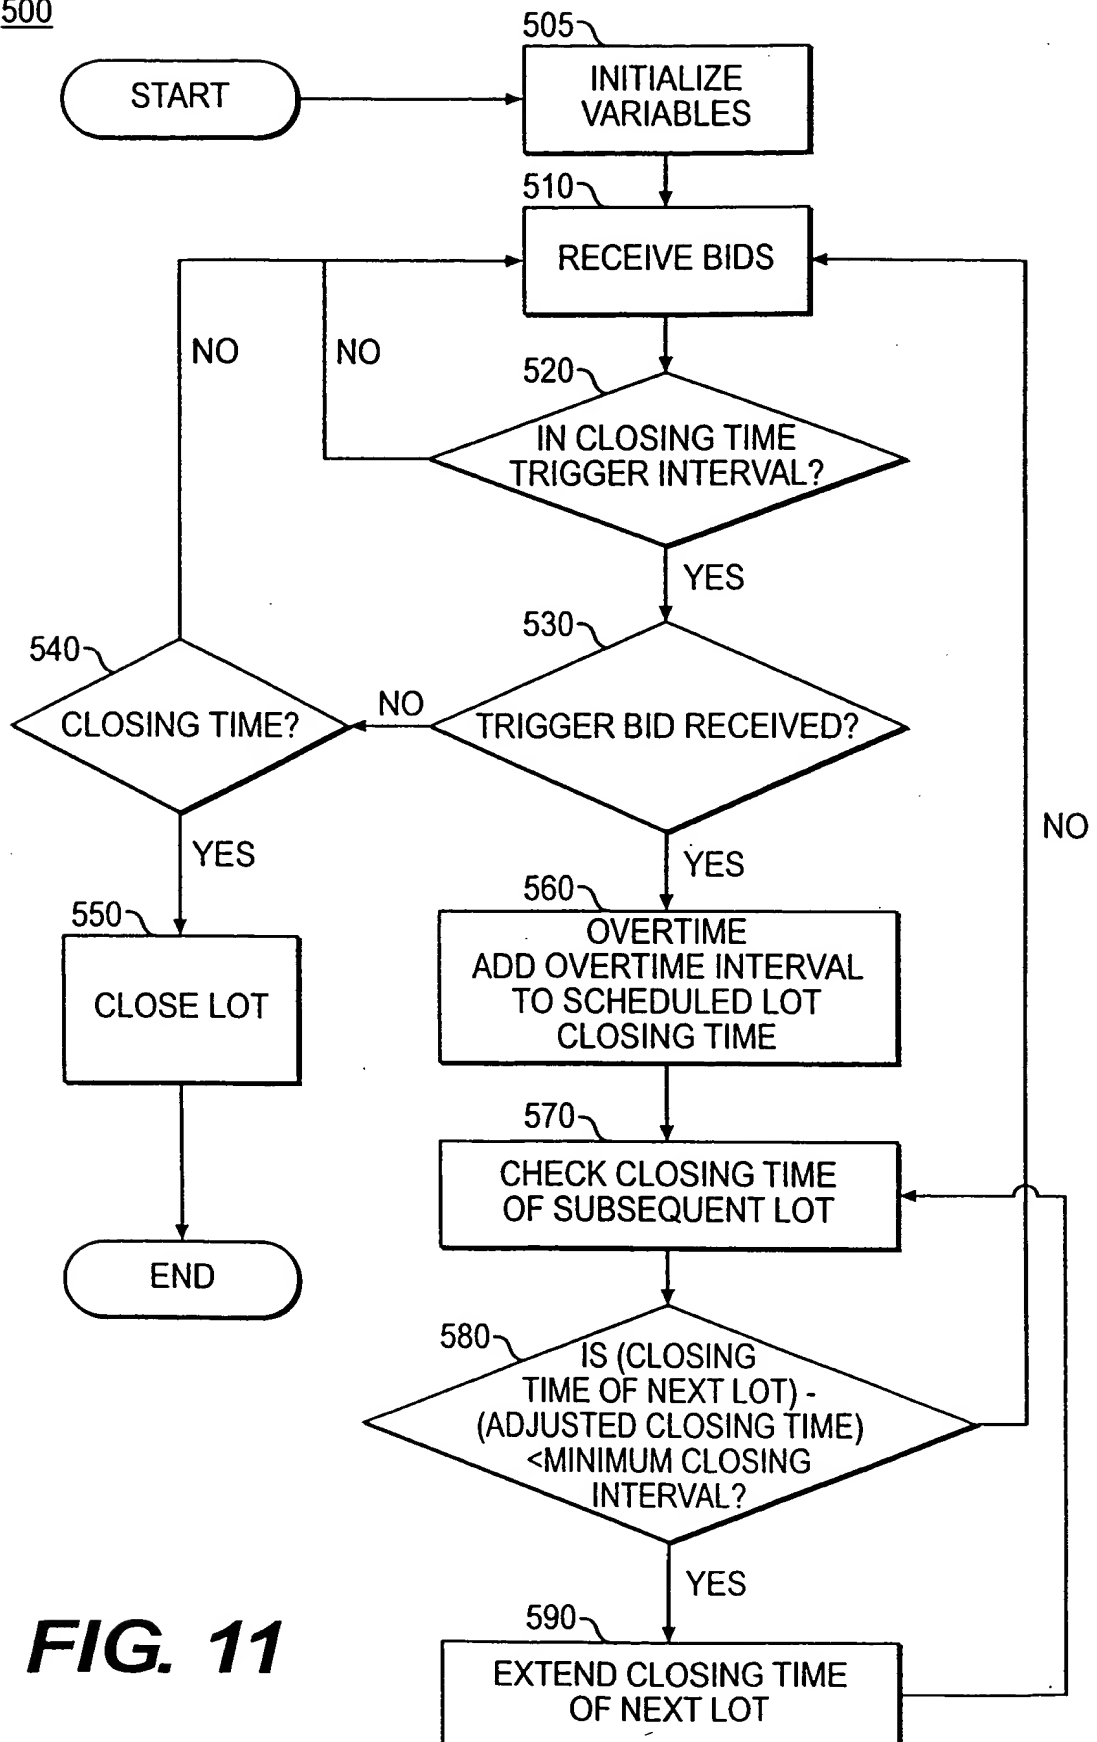 500
505
START
INITIALIZE
VARIABLES
510
RECEIVE BIDS
NO
NO
520
IN CLOSING TIME
TRIGGER INTERVAL?
YES
530
540
NO
CLOSING TIME?
TRIGGER BID RECEIVED?
NO
YES
YES
560
550
OVERTIME
ADD OVERTIME INTERVAL
TO SCHEDULED LOT
CLOSING TIME
CLOSE LOT
570
CHECK CLOSING TIME
OF SUBSEQUENT LOT
END
580
IS (CLOSING
TIME OF NEXT LOT) -
(ADJUSTED CLOSING TIME)
<MINIMUM CLOSING
INTERVAL?
YES
590
FIG. 11
EXTEND CLOSING TIME
OF NEXT LOT